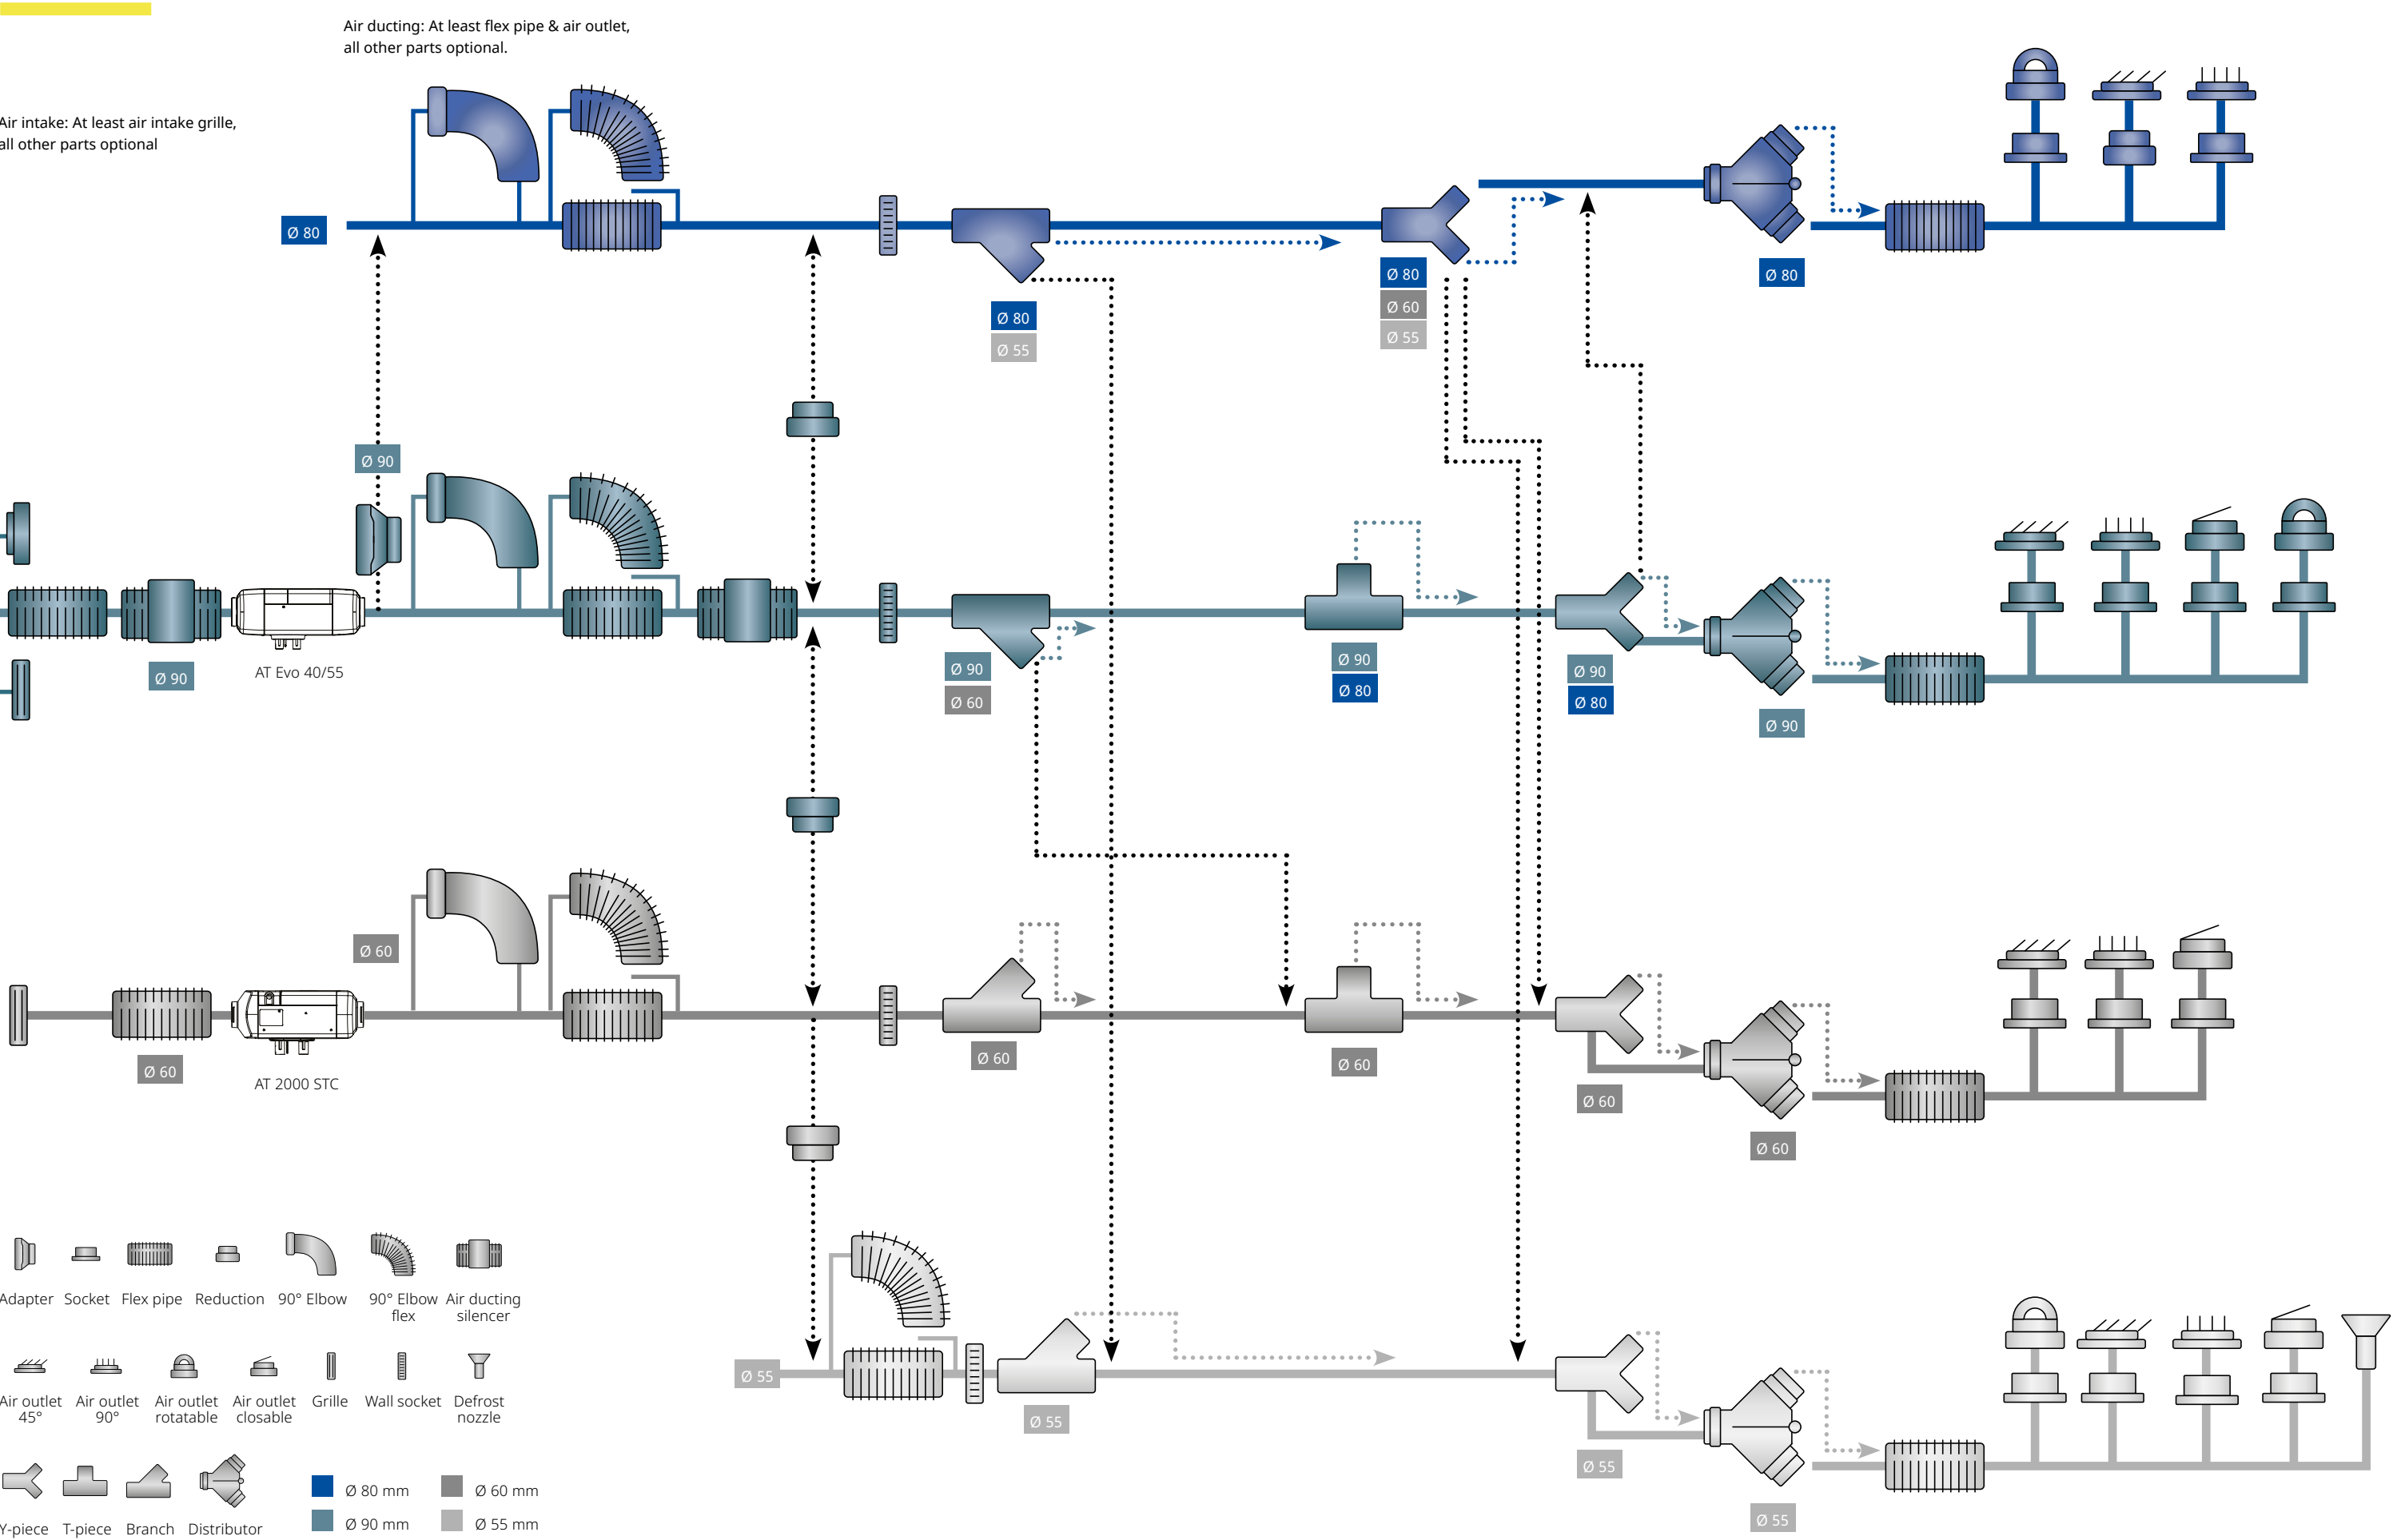 Air ducting: At least flex pipe & air outlet,
all other parts optional.
Air intake: At least air intake grille,
all other parts optional
Ø 80
Ø 80
Ø 55
Ø 80
Ø 60
Ø 55
Ø 80
Ø 90
Ø 90
AT Evo 40/55
Ø 90
Ø 60
Ø 90
Ø 80
Ø 90
Ø 80
Ø 90
Ø 60
Ø 60
AT 2000 STC
Ø 60
Ø 60
Ø 60
Ø 60
Ø 55
Ø 55
Ø 55
Ø 55
Adapter Socket Flex pipe Reduction 90° Elbow 90° Elbow Air ducting
flex silencer
Air outlet Air outlet Air outlet Air outlet Grille Wall socket Defrost
45° 90° rotatable closable nozzle
Y-piece T-piece Branch Distributor
Ø 80 mm Ø 60 mm
Ø 90 mm Ø 55 mm